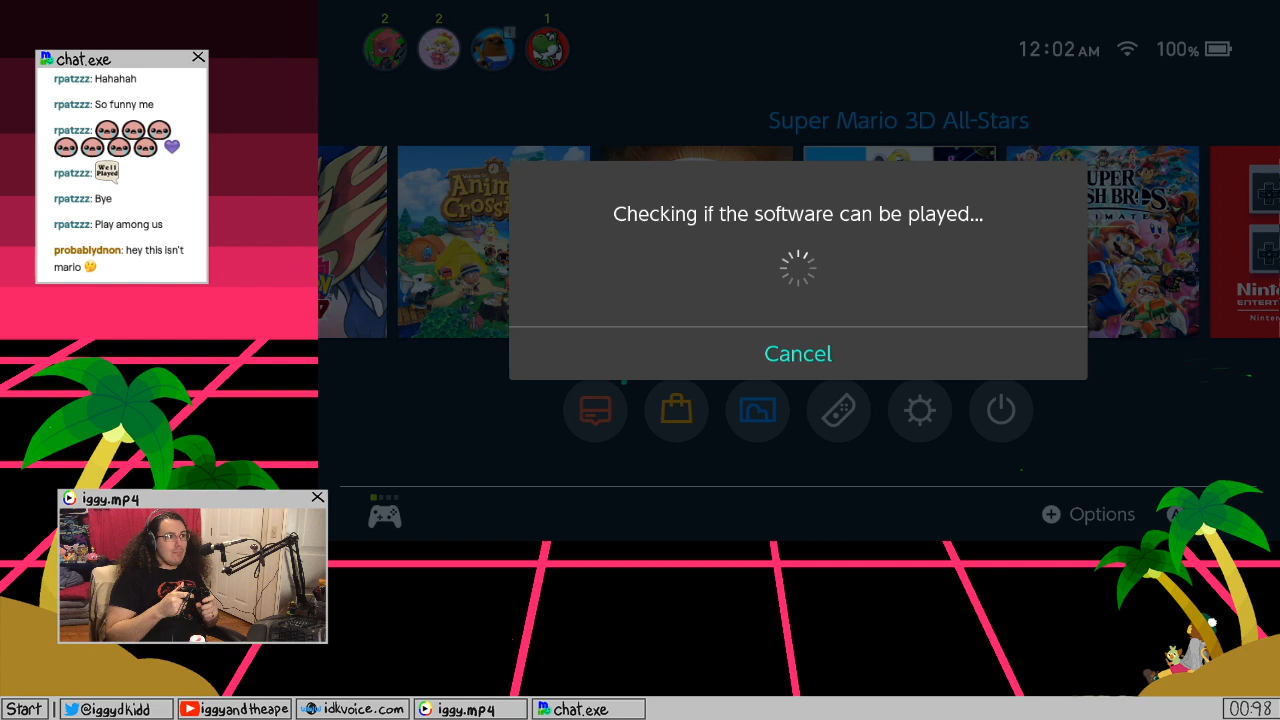 2 2 1
12:02 AM 100%
chat.exe
rpatzzz: Hahahah
rpatzzz: So funny me
rpatzzz:
rpatzzz: Well
Played
rpatzzz: Bye
rpatzzz: Play among us
probablydnon: hey this isn't
mario 🤔
Super Mario 3D All-Stars
Checking if the software can be played...
Cancel
Options
iggy.mp4
Start | @iggydkidd iggyandtheape idkvoice.com iggy.mp4 chat.exe 00:98